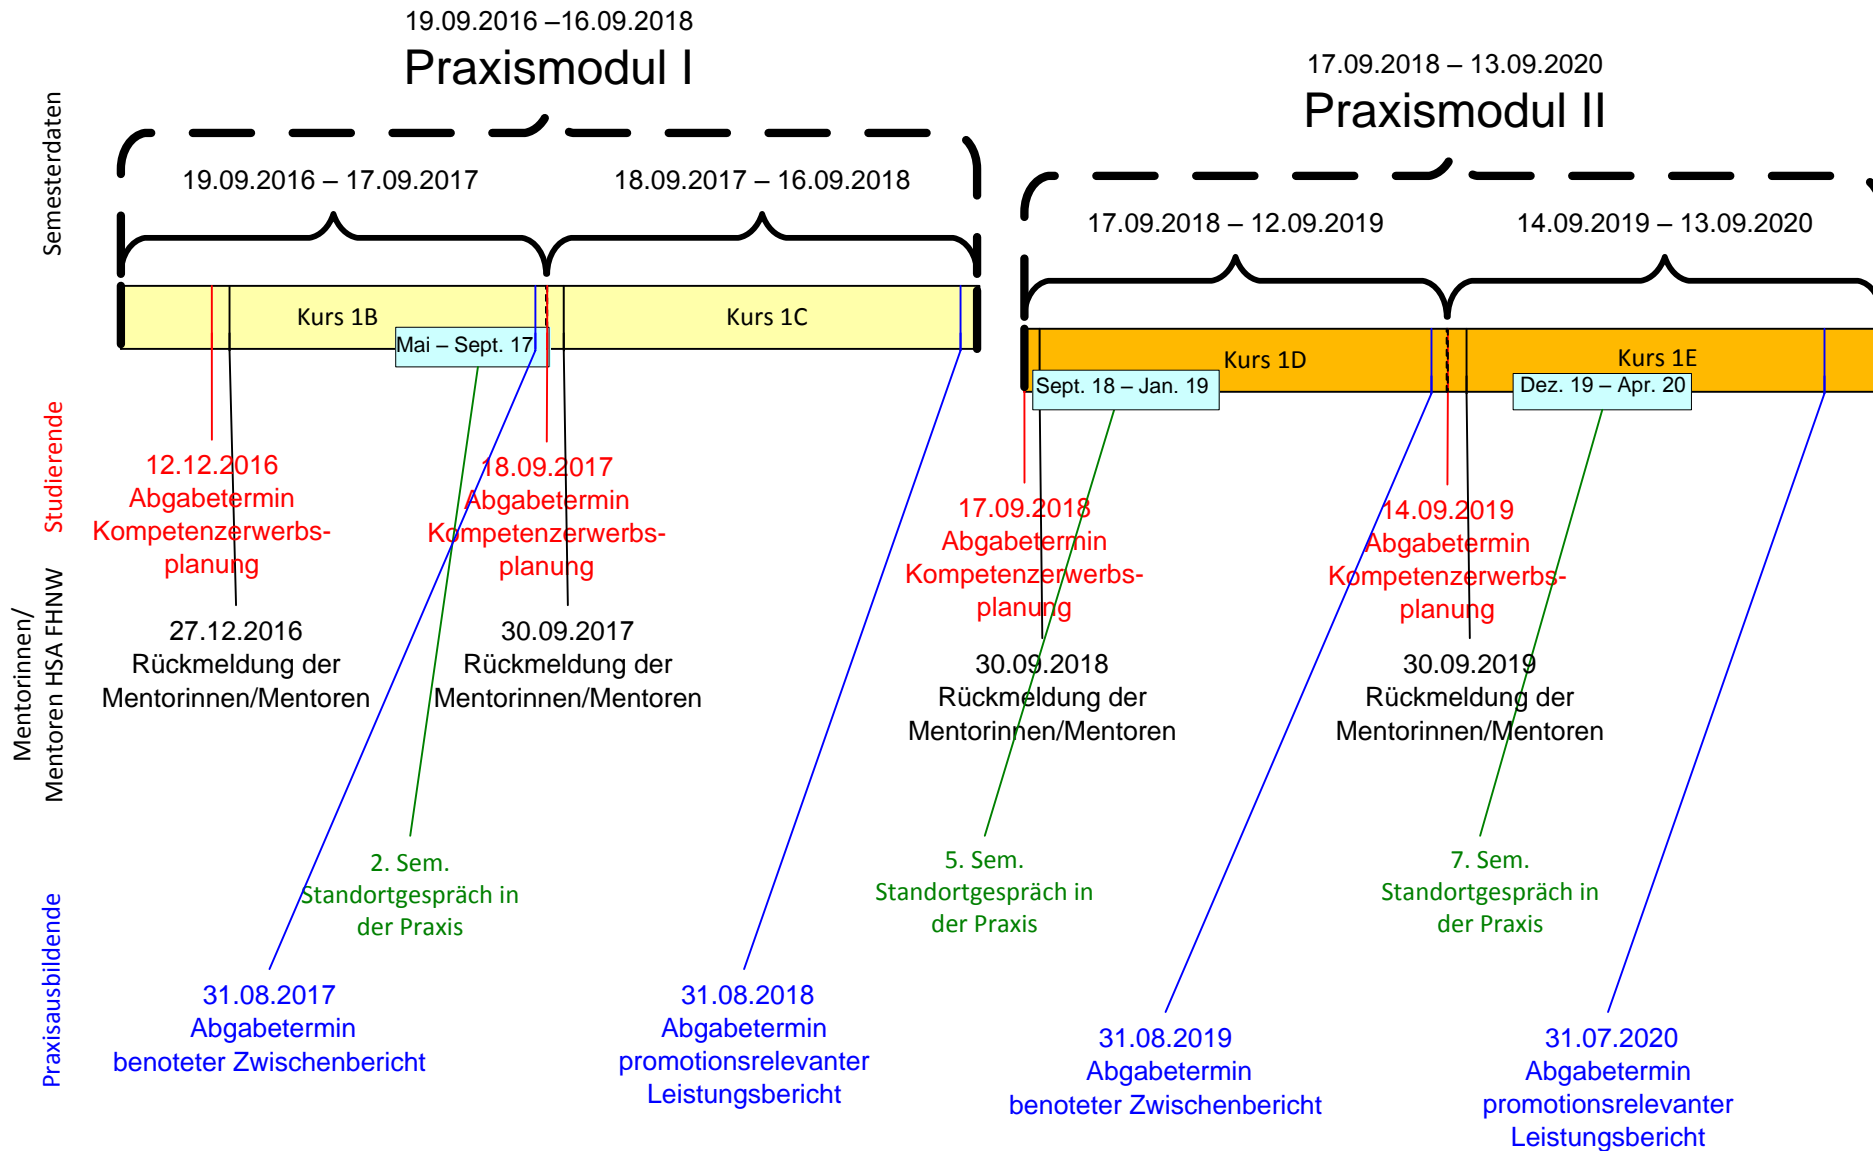 19.09.2016 –16.09.2018
Praxismodul I
17.09.2018 – 13.09.2020
Praxismodul II
Semesterdaten
19.09.2016 – 17.09.2017
18.09.2017 – 16.09.2018
17.09.2018 – 12.09.2019
14.09.2019 – 13.09.2020
Kurs 1B
Kurs 1C
Kurs 1D
Kurs 1E
Mai – Sept. 17
Sept. 18 – Jan. 19
Dez. 19 – Apr. 20
Studierende
12.12.2016
Abgabetermin
Kompetenzerwerbs-
planung
18.09.2017
Abgabetermin
Kompetenzerwerbs-
planung
17.09.2018
Abgabetermin
Kompetenzerwerbs-
planung
14.09.2019
Abgabetermin
Kompetenzerwerbs-
planung
Mentorinnen/
Mentoren HSA FHNW
27.12.2016
Rückmeldung der
Mentorinnen/Mentoren
30.09.2017
Rückmeldung der
Mentorinnen/Mentoren
30.09.2018
Rückmeldung der
Mentorinnen/Mentoren
30.09.2019
Rückmeldung der
Mentorinnen/Mentoren
2. Sem.
Standortgespräch in
der Praxis
5. Sem.
Standortgespräch in
der Praxis
7. Sem.
Standortgespräch in
der Praxis
Praxisausbildende
31.08.2017
Abgabetermin
benoteter Zwischenbericht
31.08.2018
Abgabetermin
promotionsrelevanter
Leistungsbericht
31.08.2019
Abgabetermin
benoteter Zwischenbericht
31.07.2020
Abgabetermin
promotionsrelevanter
Leistungsbericht